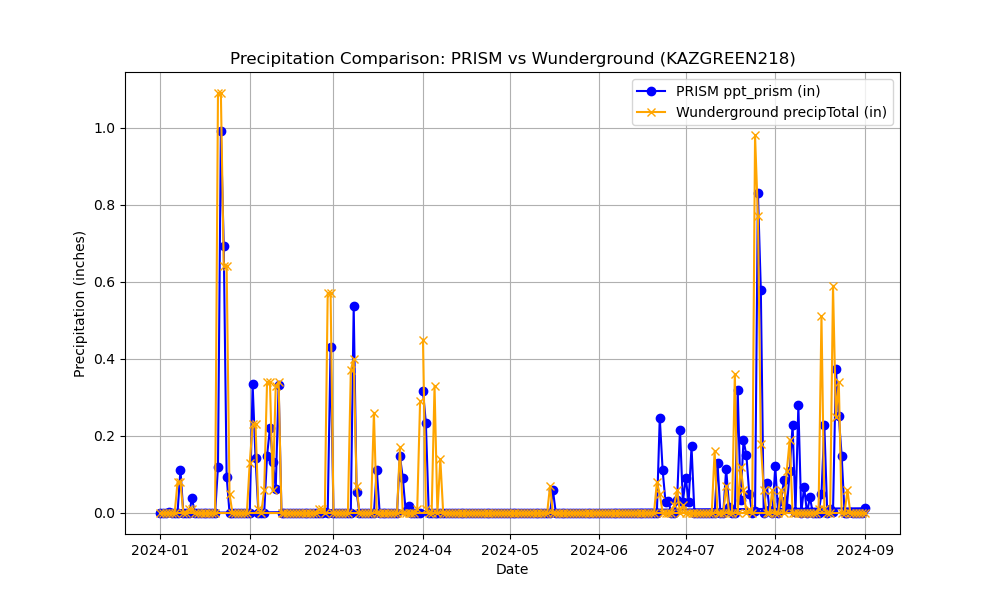 Precipitation Comparison: PRISM vs Wunderground (KAZGREEN218)
PRISM ppt_prism (in)
Wunderground precipTotal (in)
Precipitation (inches)
1.0
0.8
0.6
0.4
0.2
0.0
2024-01 2024-02 2024-03 2024-04 2024-05 2024-06 2024-07 2024-08 2024-09
Date